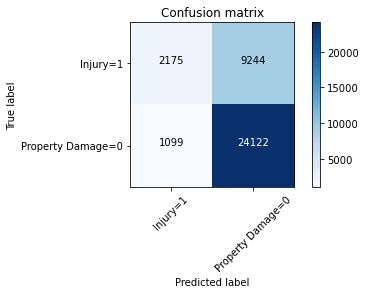 Confusion matrix
True label
Injury=1
2175 9244
Property Damage=0
1099 24122
Injury=1
Property Damage=0
Predicted label
20000
15000
10000
5000